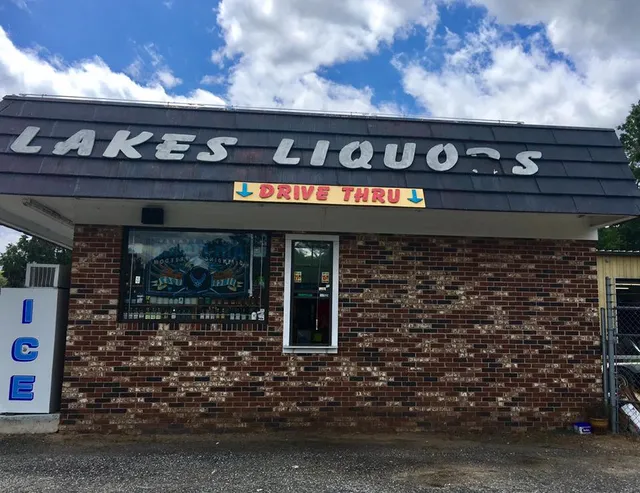 LAKES LIQUORS
DRIVE THRU
ICE